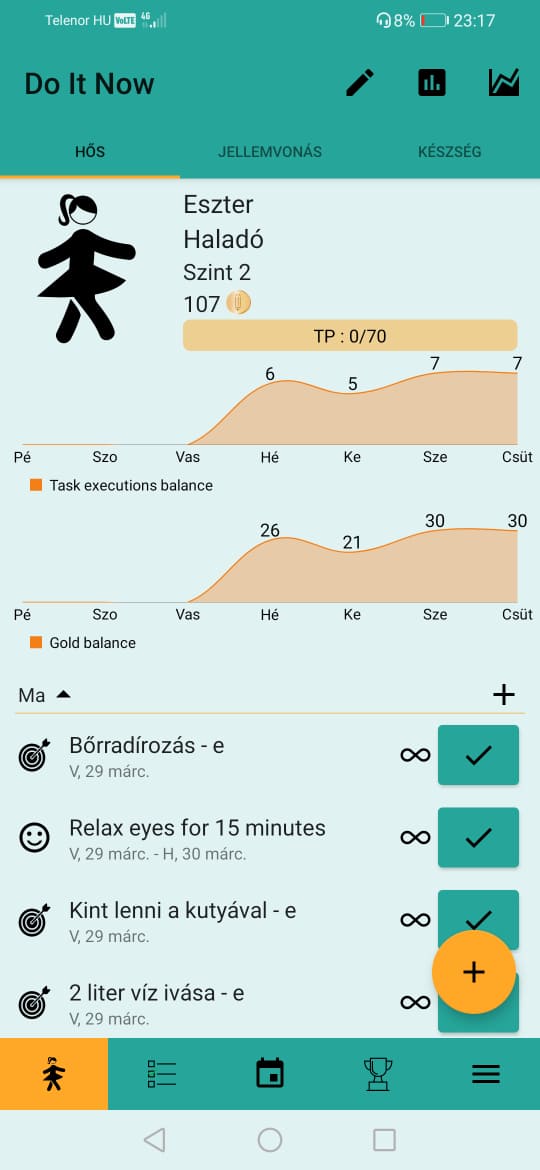 Telenor HU VoLTE 4G 8% 23:17
Do It Now
HŐS JELLEMVONÁS KÉSZSÉG
Eszter
Haladó
Szint 2
107
TP : 0/70
6 5 7 7
Pé Szo Vas Hé Ke Sze Csüt
Task executions balance
26 21 30 30
Pé Szo Vas Hé Ke Sze Csüt
Gold balance
Ma
Bőrradírozás - e
V, 29 márc.
Relax eyes for 15 minutes
V, 29 márc. - H, 30 márc.
Kint lenni a kutyával - e
V, 29 márc.
2 liter víz ivása - e
V, 29 márc.